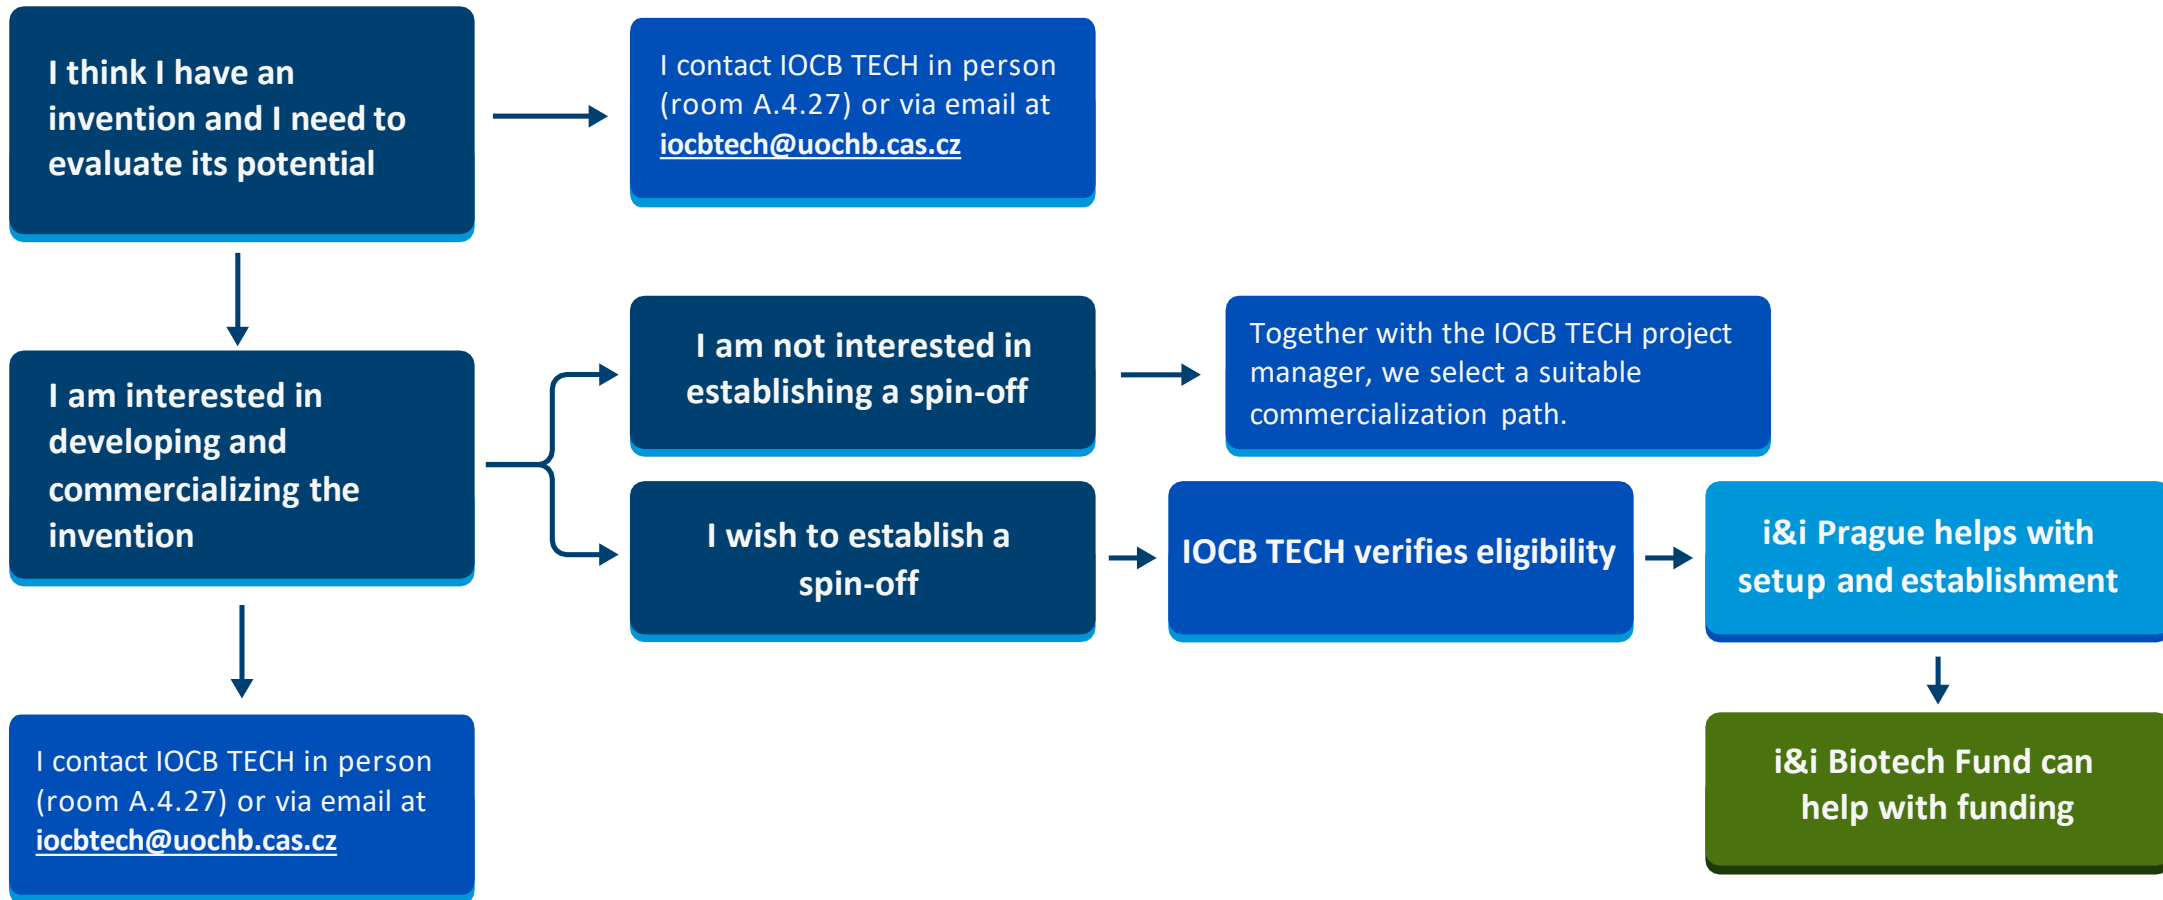 I think I have an
invention and I need to
evaluate its potential
I contact IOCB TECH in person
(room A.4.27) or via email at
iocbtech@uochb.cas.cz
I am interested in
developing and
commercializing the
invention
I am not interested in
establishing a spin-off
Together with the IOCB TECH project
manager, we select a suitable
commercialization path.
I wish to establish a
spin-off
IOCB TECH verifies eligibility
i&i Prague helps with
setup and establishment
I contact IOCB TECH in person
(room A.4.27) or via email at
iocbtech@uochb.cas.cz
i&i Biotech Fund can
help with funding